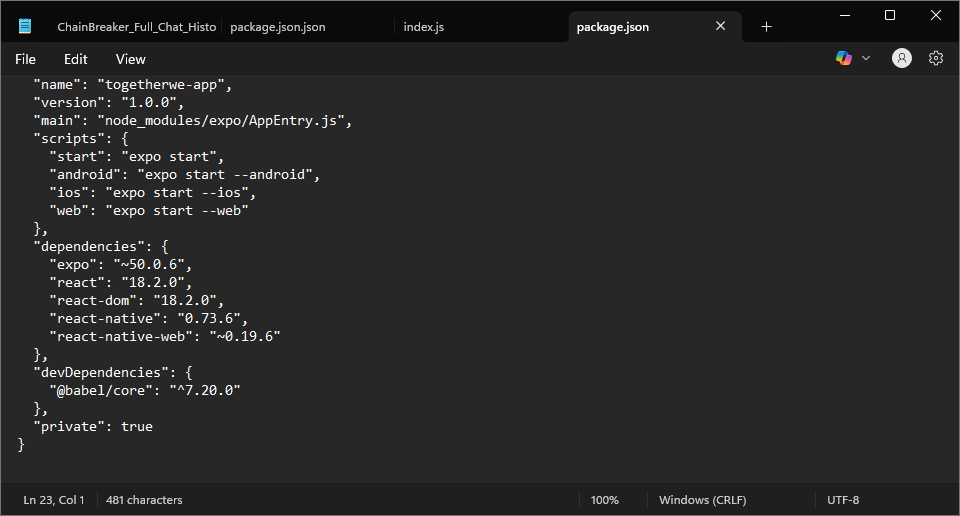 ChainBreaker_Full_Chat_Histo package.json.json index.js package.json
File Edit View
"name": "togetherwe-app",
"version": "1.0.0",
"main": "node_modules/expo/AppEntry.js",
"scripts": {
"start": "expo start",
"android": "expo start --android",
"ios": "expo start --ios",
"web": "expo start --web"
},
"dependencies": {
"expo": "~50.0.6",
"react": "18.2.0",
"react-dom": "18.2.0",
"react-native": "0.73.6",
"react-native-web": "~0.19.6"
},
"devDependencies": {
"@babel/core": "^7.20.0"
},
"private": true
}
Ln 23, Col 1 481 characters 100% Windows (CRLF) UTF-8